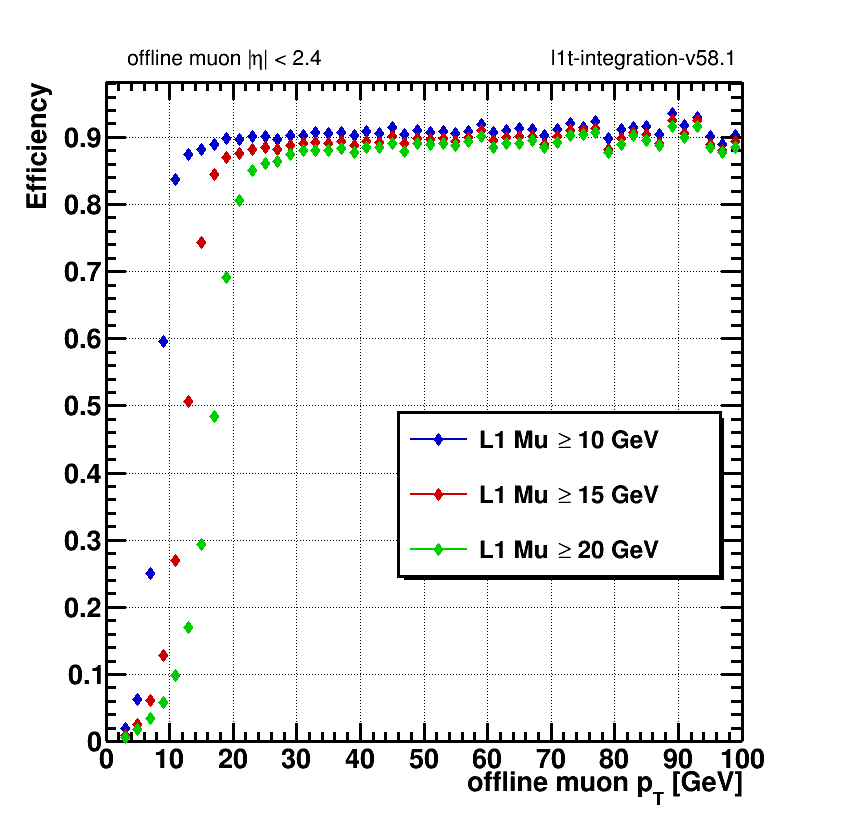 offline muon |η| < 2.4
l1t-integration-v58.1
Efficiency
0.9
0.8
0.7
0.6
0.5
0.4
0.3
0.2
0.1
0
L1 Mu ≥ 10 GeV
L1 Mu ≥ 15 GeV
L1 Mu ≥ 20 GeV
0 10 20 30 40 50 60 70 80 90 100
offline muon pT [GeV]